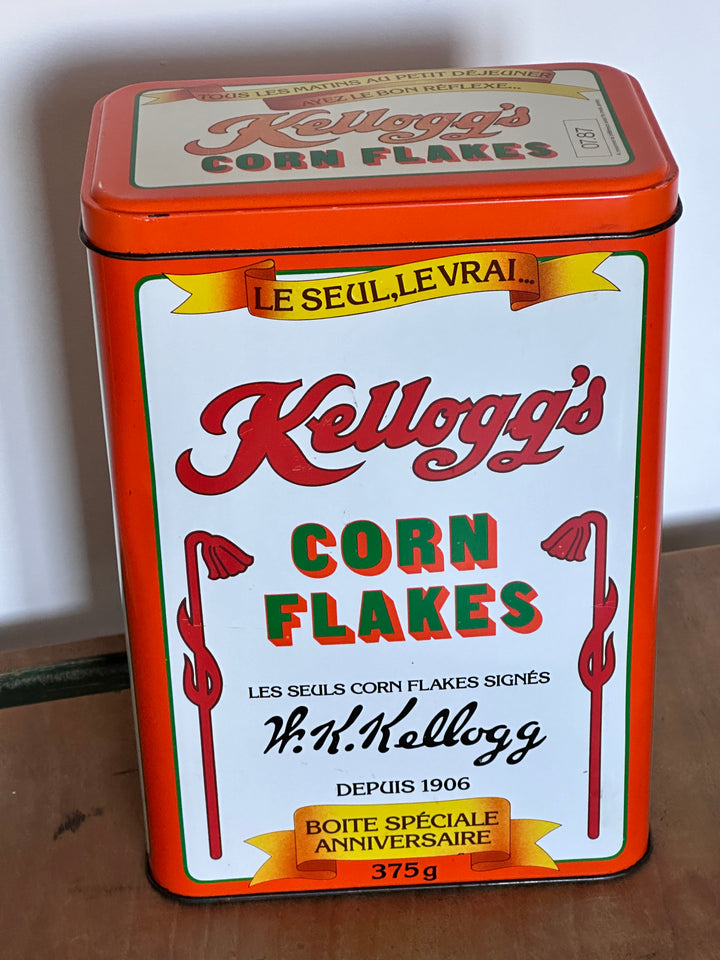 TOUS LES MATINS AU PETIT DÉJEUNER
AYEZ LE BON RÉFLEXE...
Kellogg's
CORN FLAKES
07.87
LE SEUL, LE VRAI...
Kellogg's
CORN
FLAKES
LES SEULS CORN FLAKES SIGNÉS
W.K.Kellogg
DEPUIS 1906
BOITE SPÉCIALE
ANNIVERSAIRE
375g